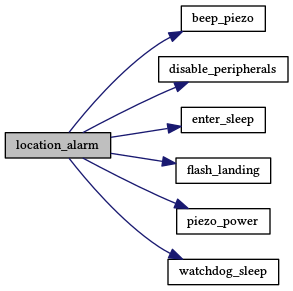 beep_piezo
disable_peripherals
enter_sleep
location_alarm
flash_landing
piezo_power
watchdog_sleep